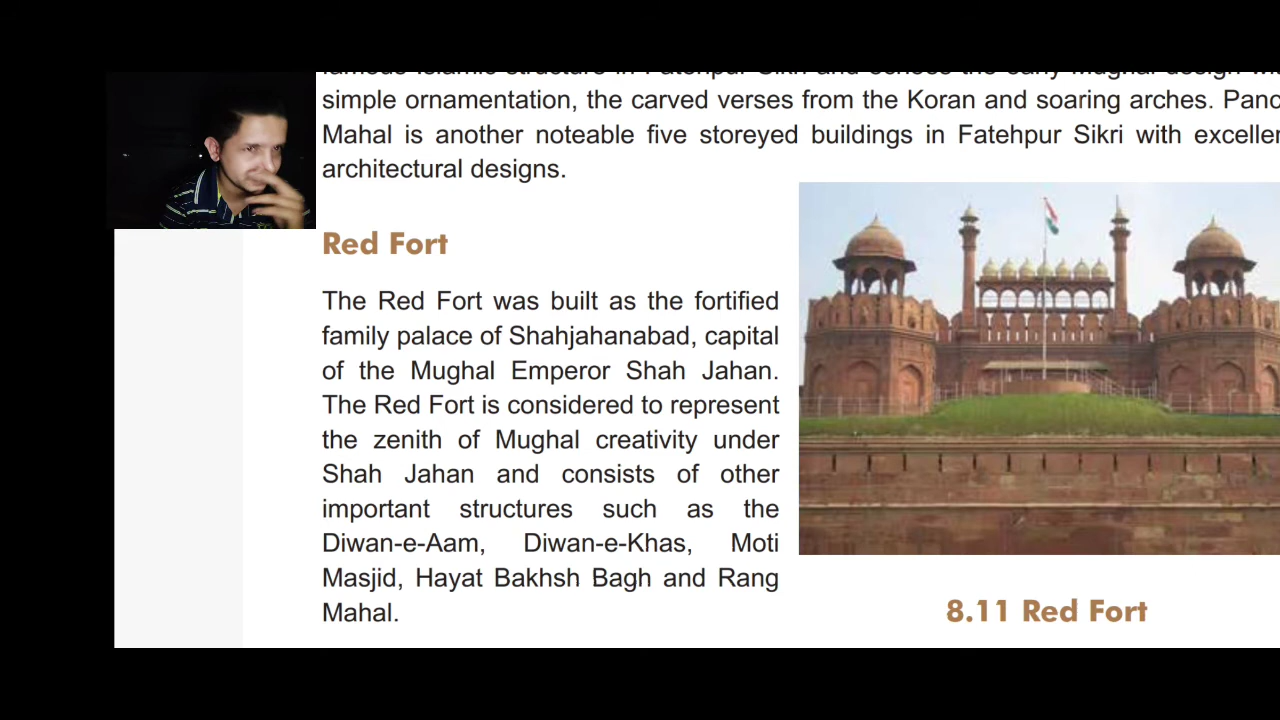 simple ornamentation, the carved verses from the Koran and soaring arches.
Mahal is another noteable five storeyed buildings in Fatehpur Sikri with
architectural designs.
Red Fort
The Red Fort was built as the fortified
family palace of Shahjahanabad, capital
of the Mughal Emperor Shah Jahan.
The Red Fort is considered to represent
the zenith of Mughal creativity under
Shah Jahan and consists of other
important structures such as the
Diwan-e-Aam, Diwan-e-Khas, Moti
Masjid, Hayat Bakhsh Bagh and Rang
Mahal.
8.11 Red Fort